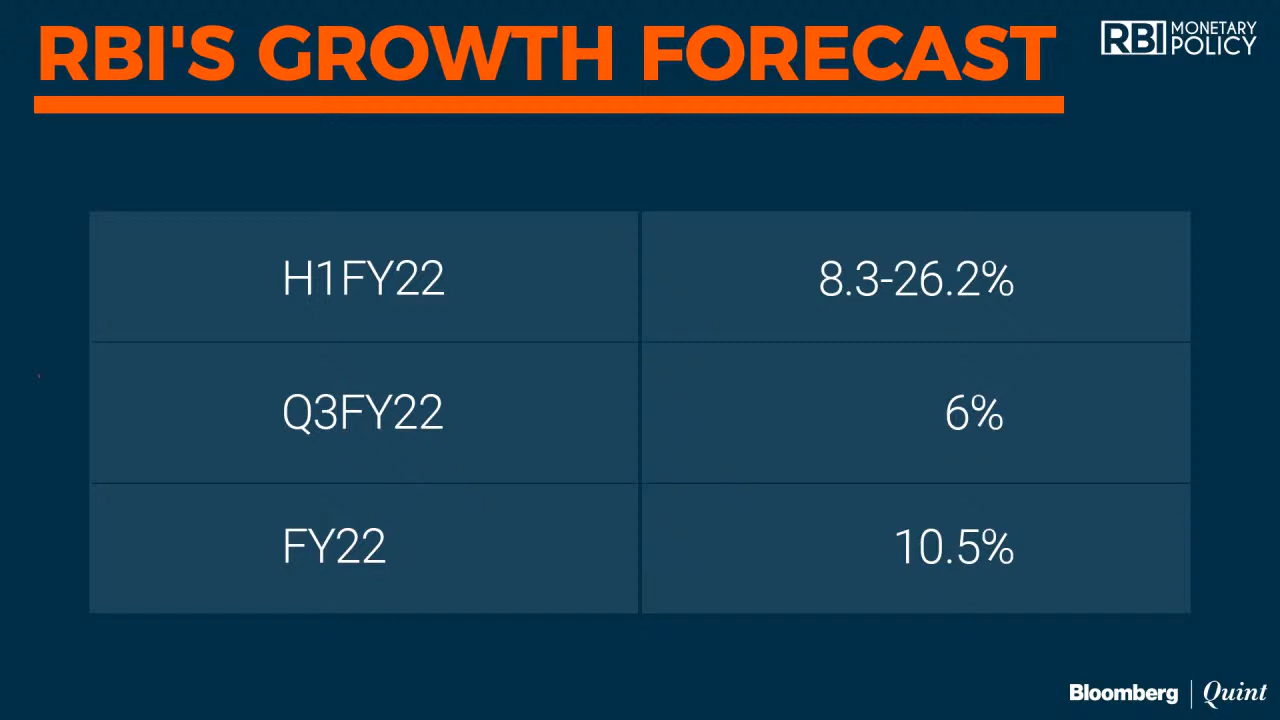 RBI'S GROWTH FORECAST
RBI MONETARY
POLICY
H1FY22 8.3-26.2%
Q3FY22 6%
FY22 10.5%
Bloomberg | Quint